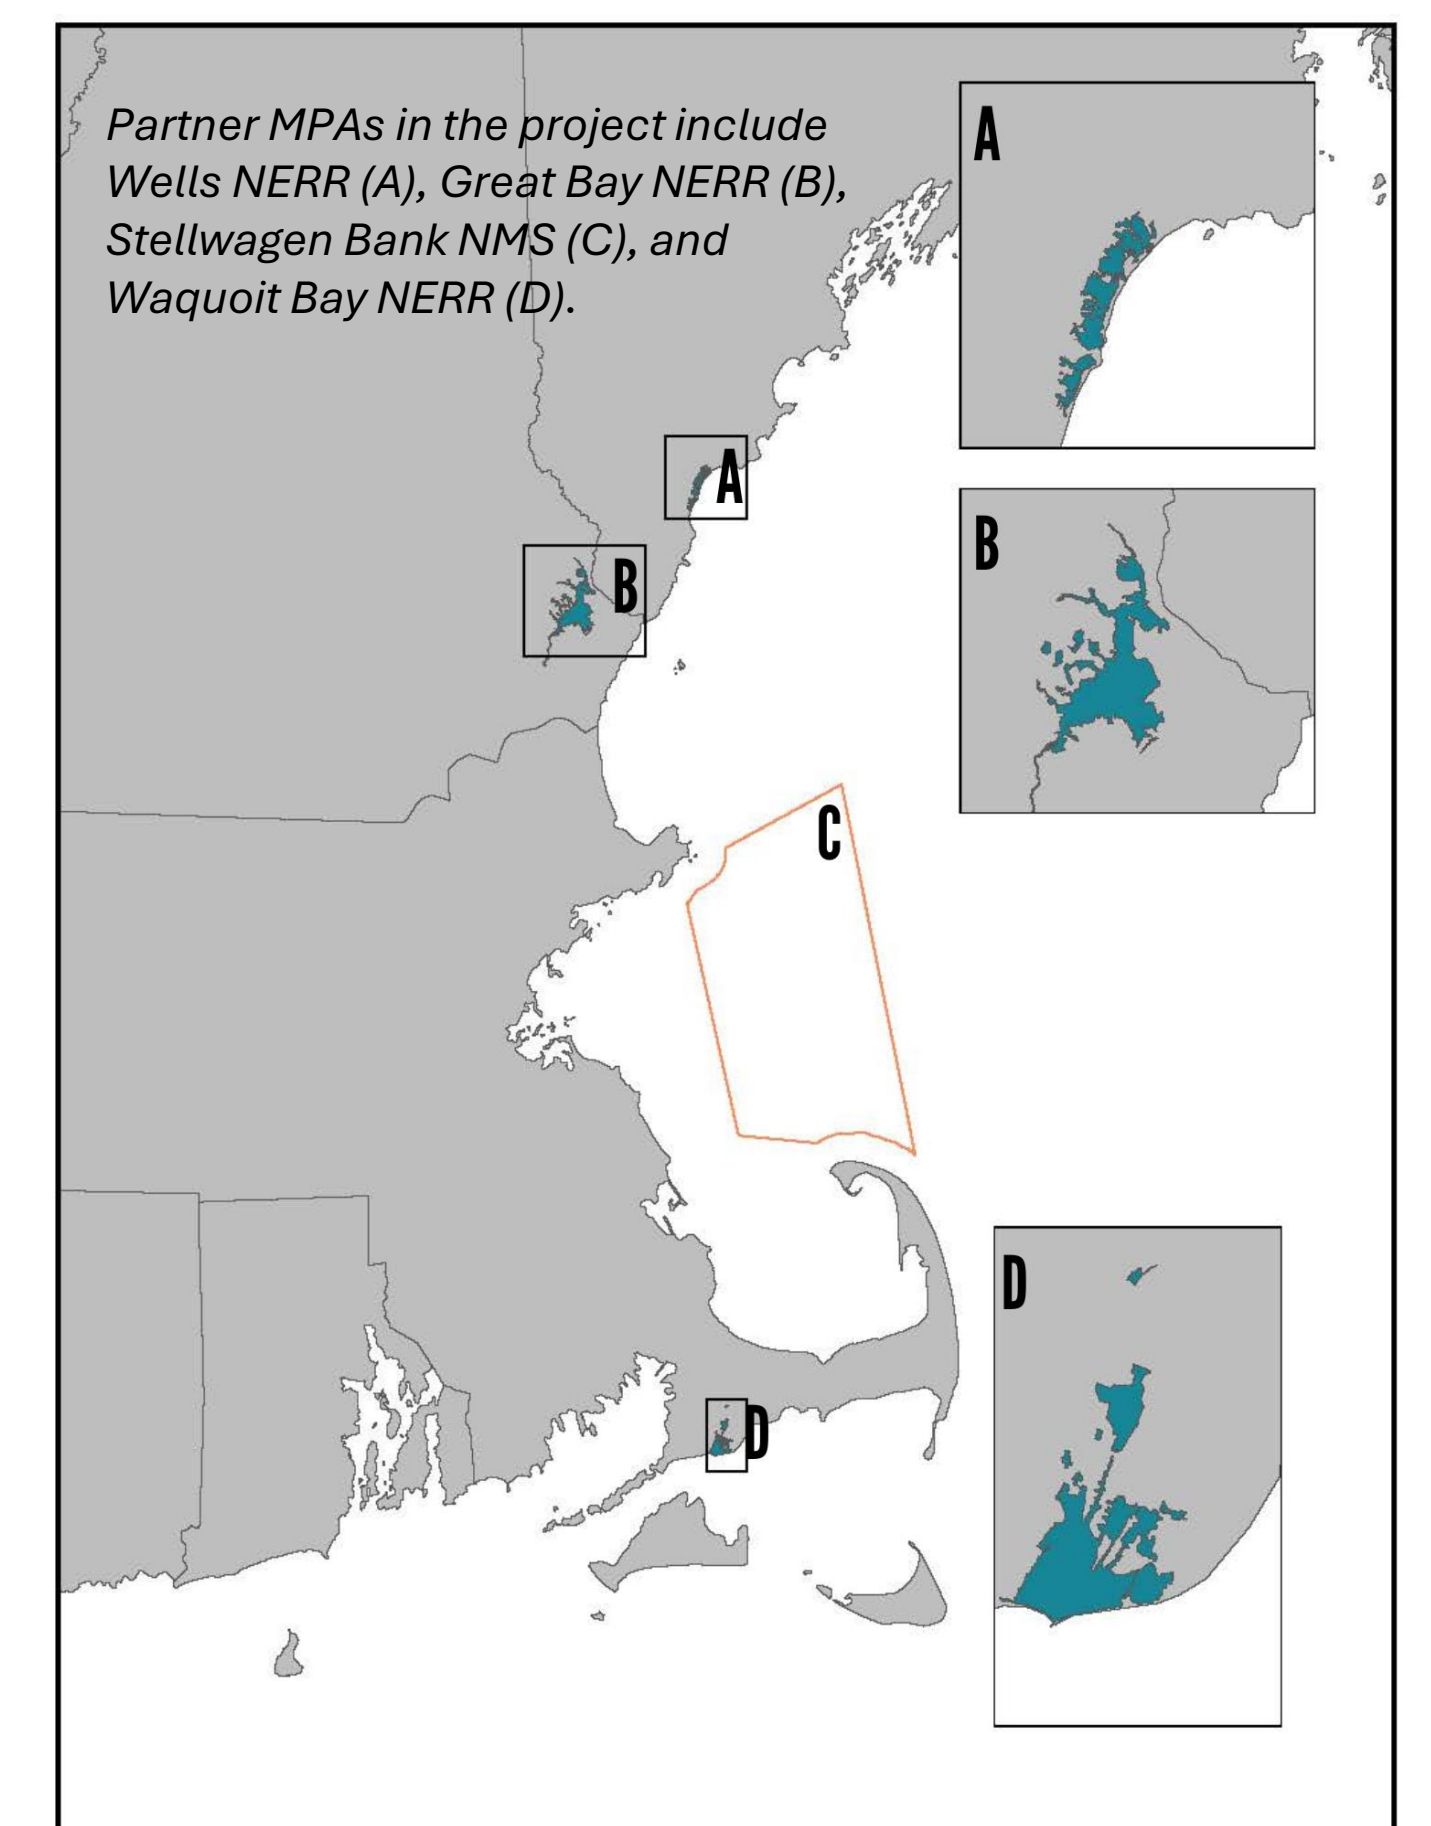 Partner MPAs in the project include
Wells NERR (A), Great Bay NERR (B),
Stellwagen Bank NMS (C), and
Waquoit Bay NERR (D).
A
A
B
B
C
D
D